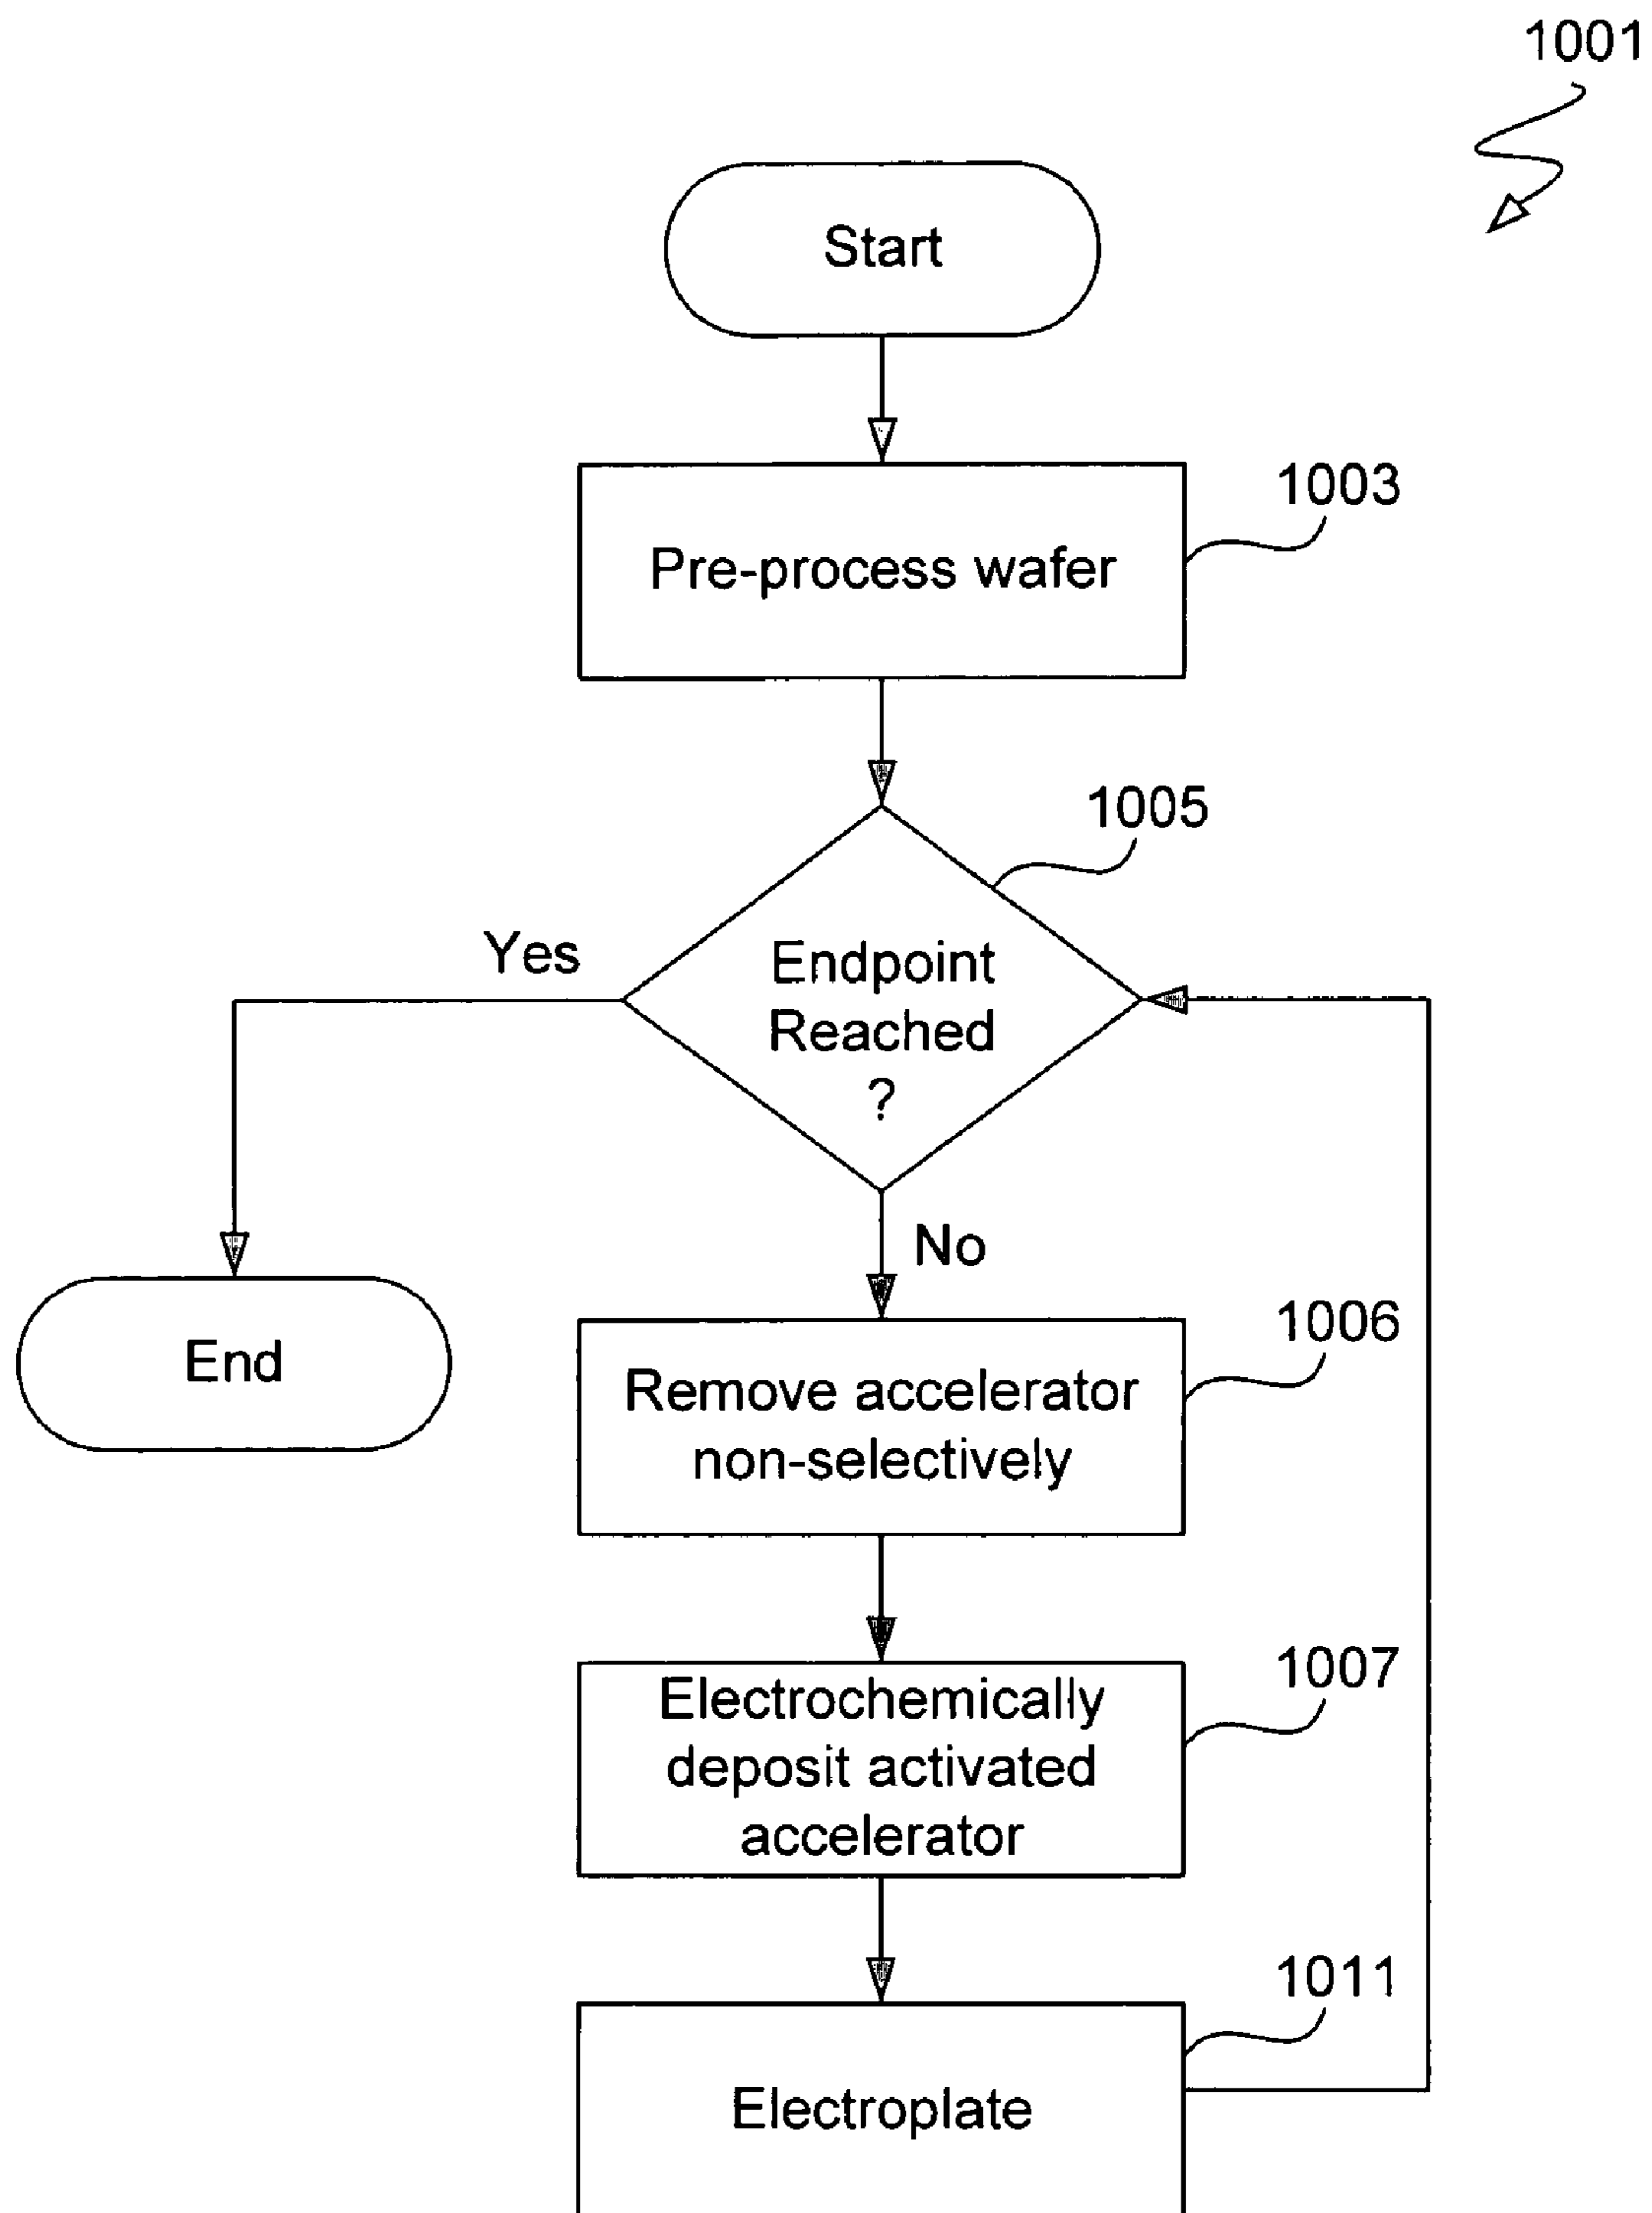 1001
Start
1003
Pre-process wafer
1005
Yes
Endpoint
Reached
?
No
End
1006
Remove accelerator
non-selectively
1007
Electrochemically
deposit activated
accelerator
1011
Electroplate